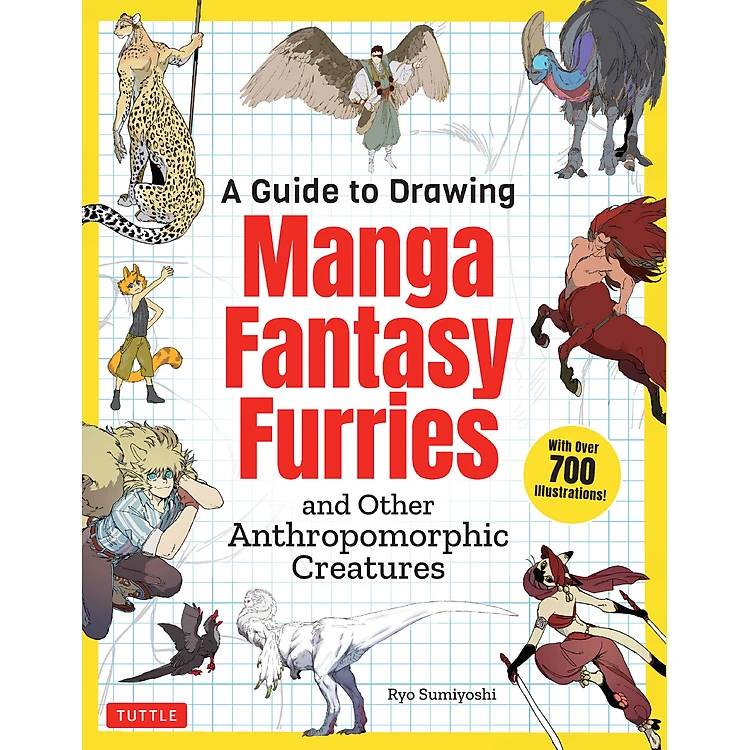 A Guide to Drawing
Manga
Fantasy
Furries
and Other
Anthropomorphic
Creatures
With Over
700
Illustrations!
Ryo Sumiyoshi
TUTTLE